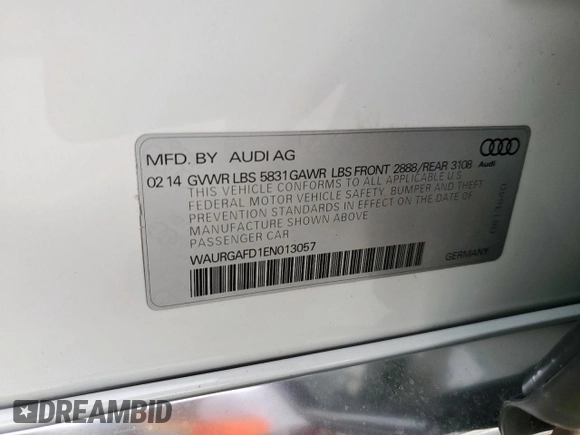 MFD. BY AUDI AG
02 14 GVWR LBS 5831 GAWR LBS FRONT 2888/REAR 3108
Audi
THIS VEHICLE CONFORMS TO ALL APPLICABLE U.S
FEDERAL MOTOR VEHICLE SAFETY, BUMPER AND THEFT
PREVENTION STANDARDS IN EFFECT ON THE DATE OF
MANUFACTURE SHOWN ABOVE
PASSENGER CAR
WAURGAFD1EN013057
GERMANY
DREAMBID